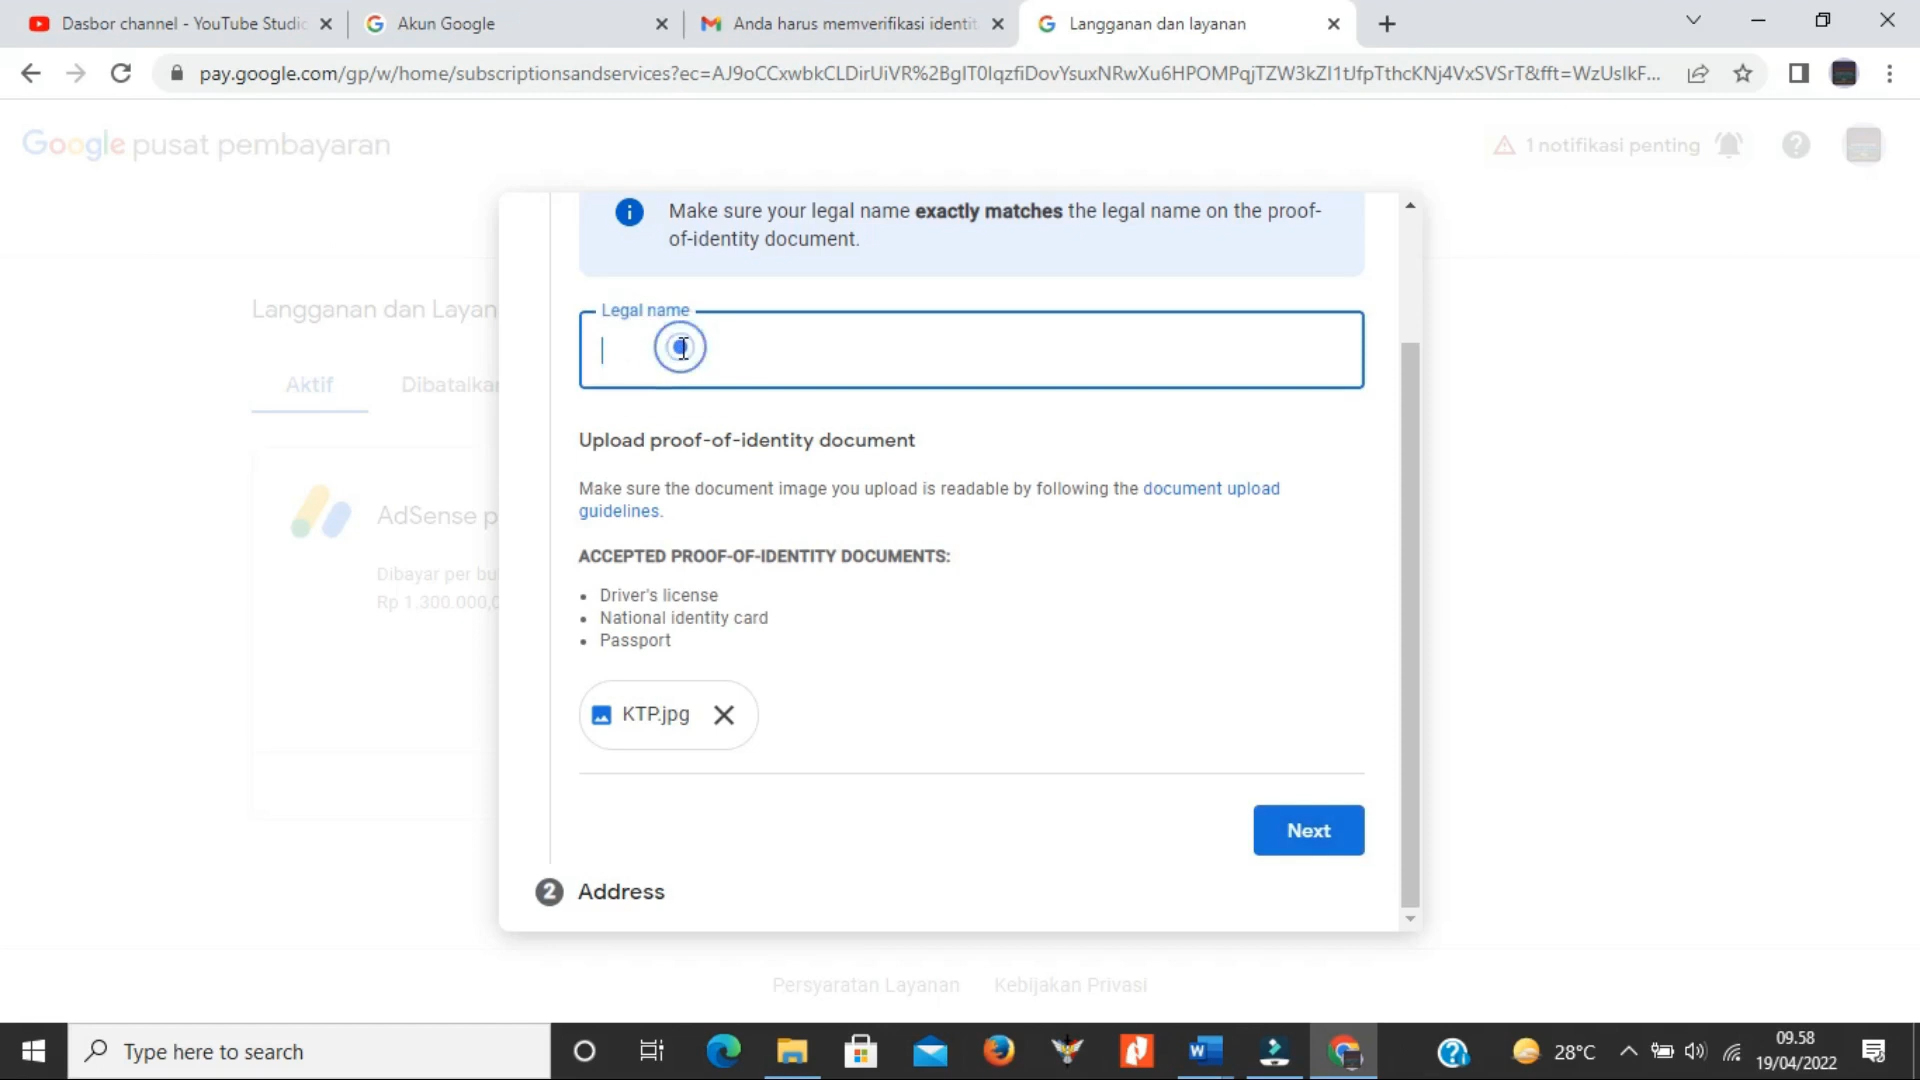 Dasbor channel - YouTube Studio
Akun Google
Anda harus memverifikasi identit
Langganan dan layanan
pay.google.com/gp/w/home/subscriptionsandservices?ec=AJ9oCCxwbkCLDirUiVR%2BgIT0IqzfiDovYsuxNRwXu6HPOMPqjTZW3kZI1tJfpTthcKNj4VxSVSrT&fft=WzUsIkF...
Google pusat pembayaran
1 notifikasi penting
Make sure your legal name exactly matches the legal name on the proof-
of-identity document.
Langganan dan Layan
Legal name
Aktif
Dibatalkan
Upload proof-of-identity document
Make sure the document image you upload is readable by following the document upload
guidelines.
AdSense p
ACCEPTED PROOF-OF-IDENTITY DOCUMENTS:
Dibayar per bu
Rp 1.300.000,0
• Driver's license
• National identity card
• Passport
KTP.jpg
Next
2 Address
Persyaratan Layanan
Kebijakan Privasi
Type here to search
28°C
09.58
19/04/2022